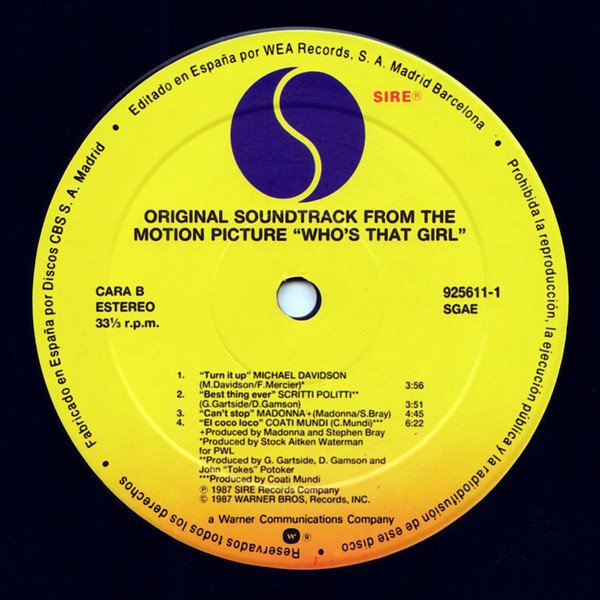 • Editado en España por WEA Records, S. A. Madrid Barcelona •
SIRE®
ORIGINAL SOUNDTRACK FROM THE
MOTION PICTURE “WHO'S THAT GIRL”
CARA B
ESTEREO
33⅓ r.p.m.
925611-1
SGAE
1. “Turn it up” MICHAEL DAVIDSON
(M.Davidson/F.Mercier)* 3:56
2. “Best thing ever” SCRITTI POLITTI**
(G.Gartside/D.Gamson) 3:51
3. “Can't stop” MADONNA+(Madonna/S.Bray) 4:45
4. “El coco loco” COATI MUNDI (C.Mundi)*** 6:22
+Produced by Madonna and Stephen Bray
*Produced by Stock Aitken Waterman
for PWL
**Produced by G. Gartside, D. Gamson and
John “Tokes” Potoker
***Produced by Coati Mundi
℗ 1987 SIRE Records Company
© 1987 WARNER BROS, Records, INC.
a Warner Communications Company
W ®
Prohibida la reproducción, la ejecución pública y la radiodifusión de este disco •
Reservados todos los derechos •
Fabricado en España por Discos CBS S. A. Madrid